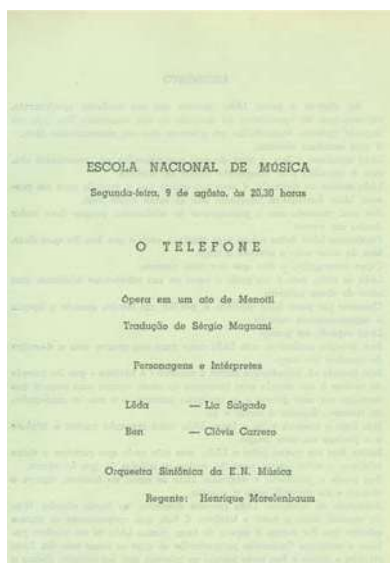 ESCOLA NACIONAL DE MÚSICA
Segunda-feira, 9 de agôsto, às 20,30 horas
O TELEFONE
Ópera em um ato de Menotti
Tradução de Sérgio Magnani
Personagens e Intérpretes
Lêda — Lia Salgado
Ben — Clóvis Carrero
Orquestra Sinfônica da E.N. Música
Regente: Henrique Morelenbaum